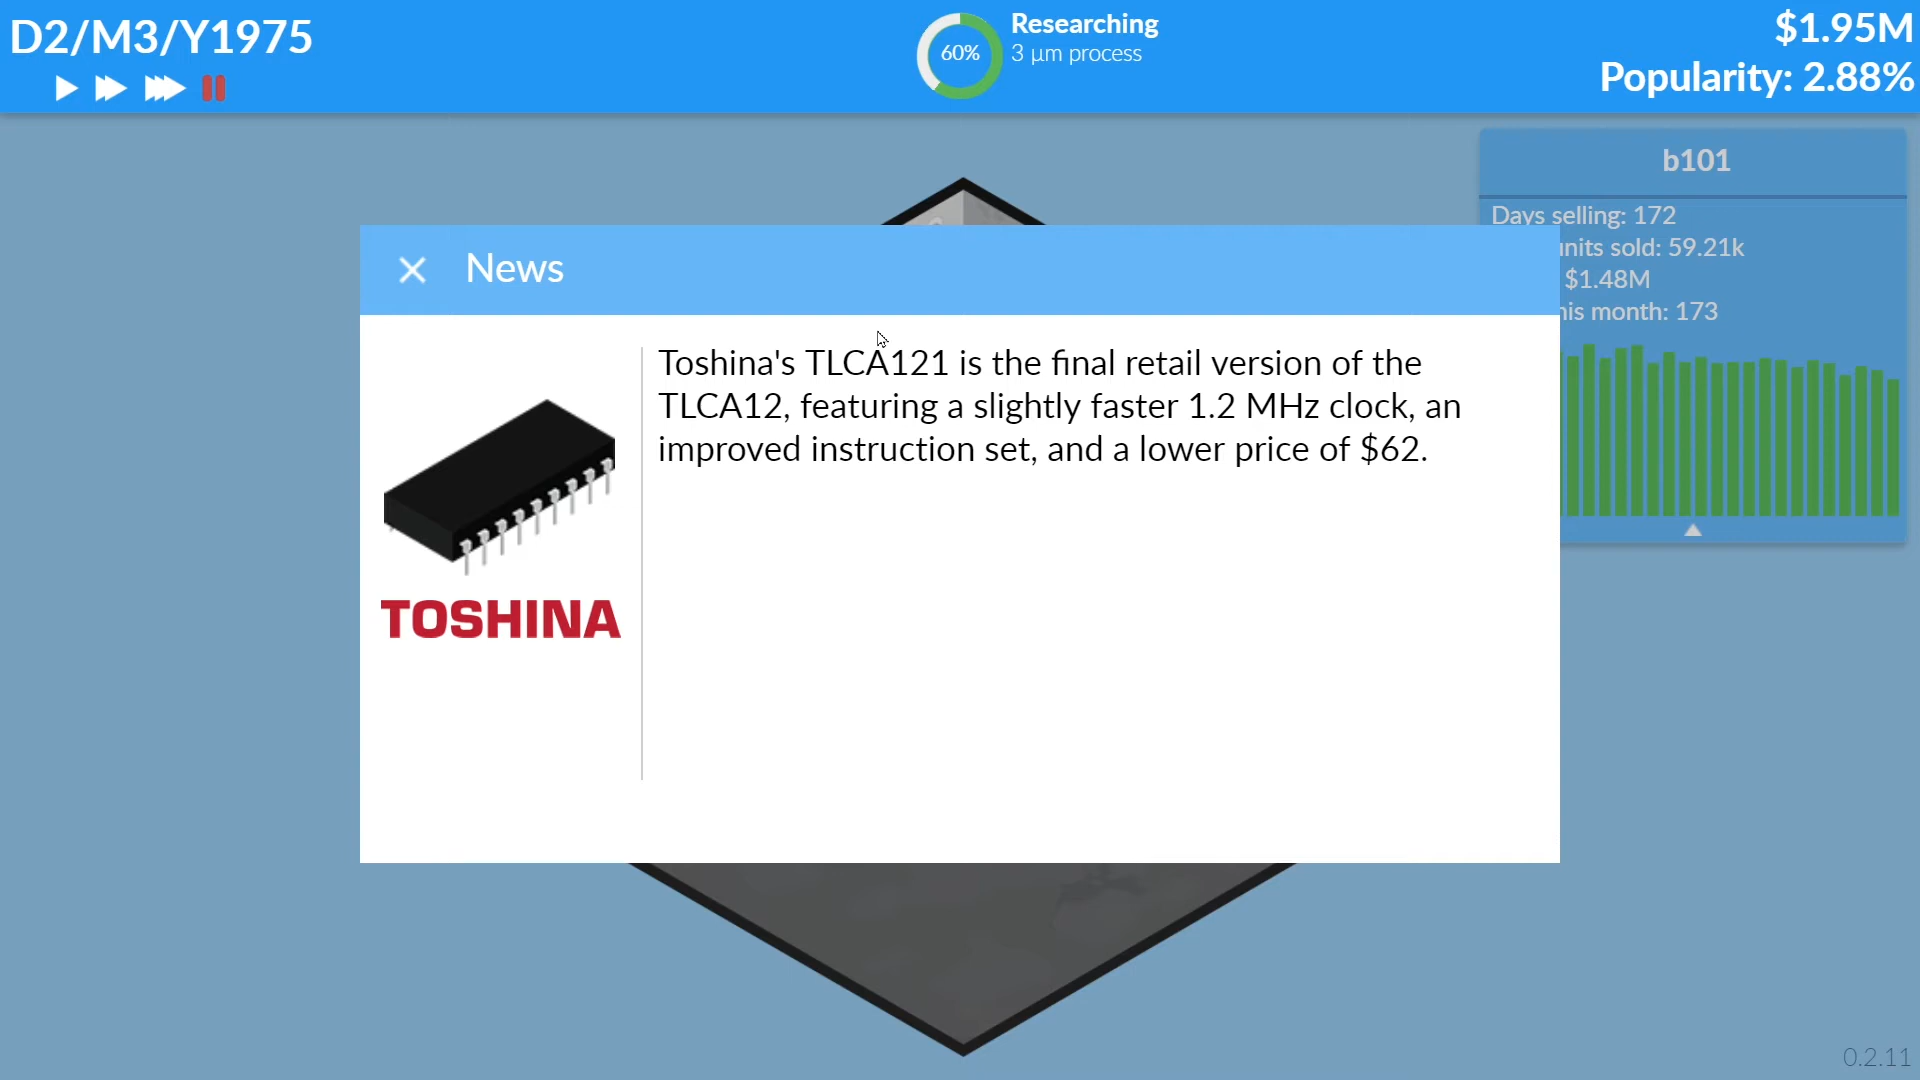 D2/M3/Y1975
60%
Researching
3 µm process
$1.95M
Popularity: 2.88%
b101
Days selling: 172
units sold: 59.21k
$1.48M
this month: 173
News
Toshina's TLCA121 is the final retail version of the
TLCA12, featuring a slightly faster 1.2 MHz clock, an
improved instruction set, and a lower price of $62.
TOSHINA
0.2.11